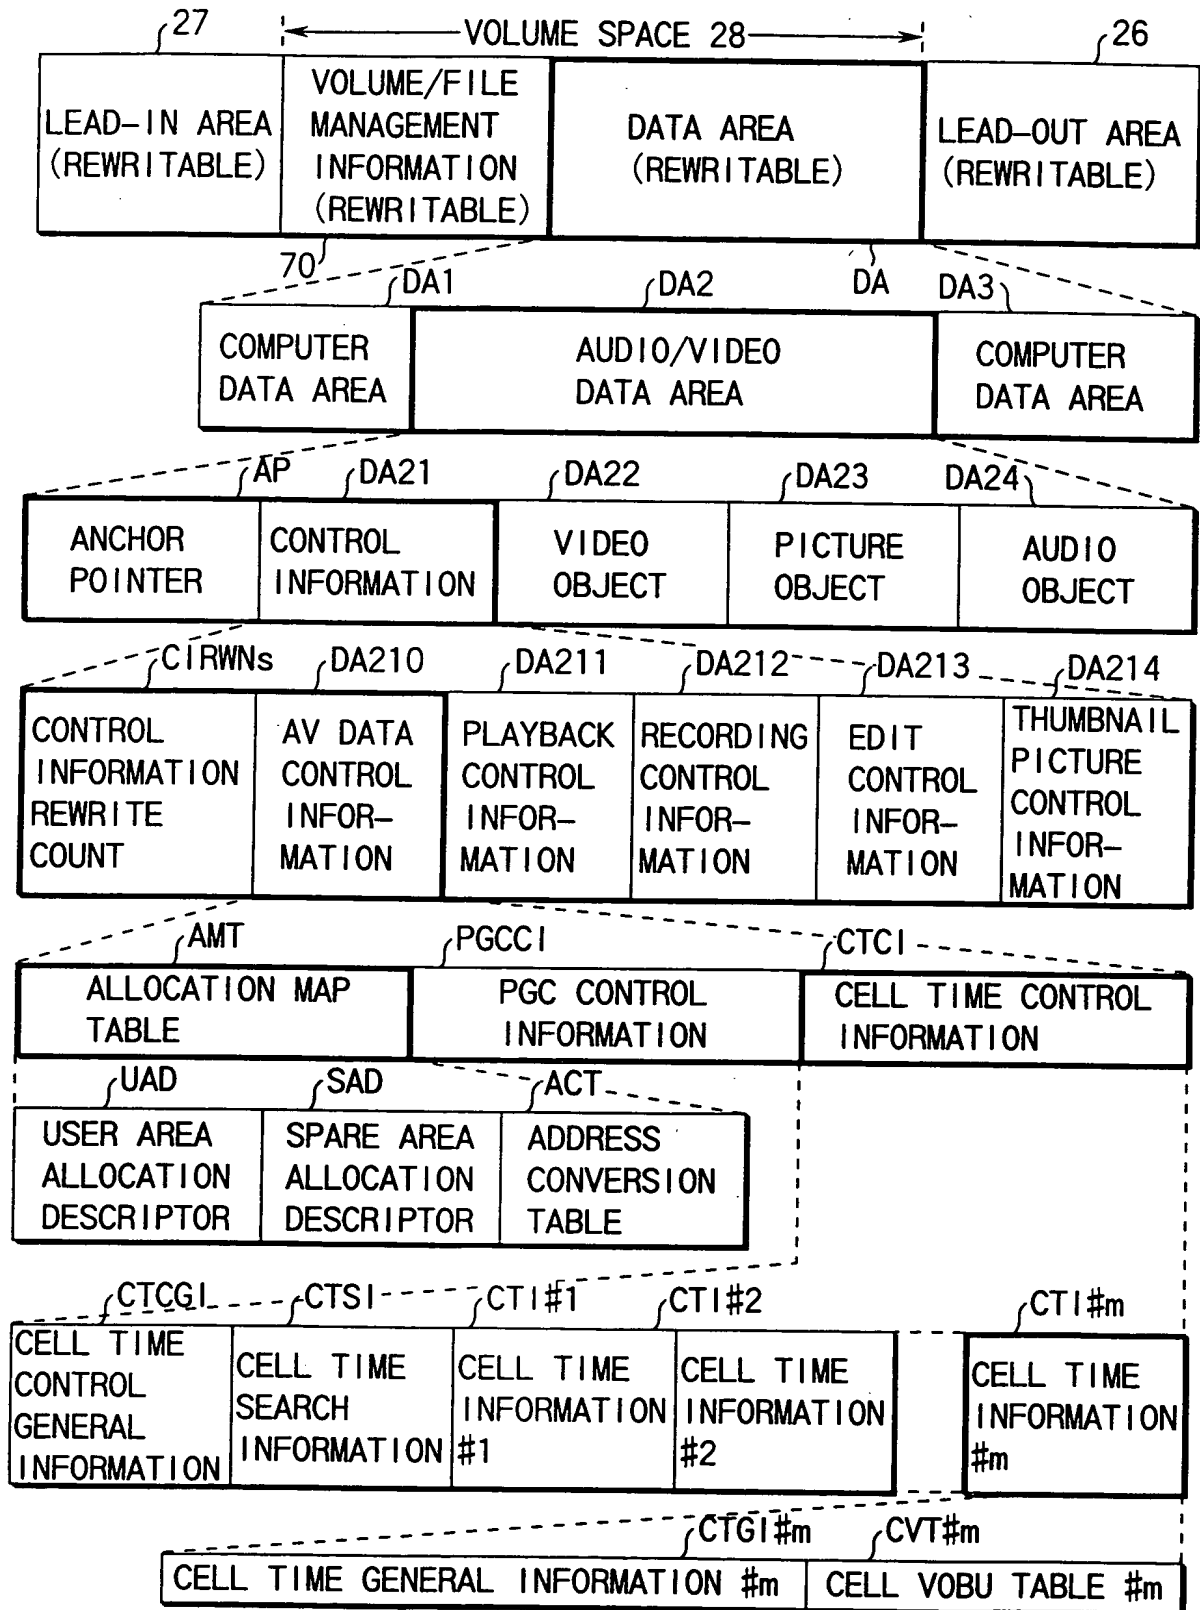 27
VOLUME SPACE 28
26
LEAD-IN AREA
(REWRITABLE)
VOLUME/FILE
MANAGEMENT
INFORMATION
(REWRITABLE)
DATA AREA
(REWRITABLE)
LEAD-OUT AREA
(REWRITABLE)
70
DA
DA1
DA2
DA3
COMPUTER
DATA AREA
AUDIO/VIDEO
DATA AREA
COMPUTER
DATA AREA
AP
DA21
DA22
DA23
DA24
ANCHOR
POINTER
CONTROL
INFORMATION
VIDEO
OBJECT
PICTURE
OBJECT
AUDIO
OBJECT
CIRWNs
DA210
DA211
DA212
DA213
DA214
CONTROL
INFORMATION
REWRITE
COUNT
AV DATA
CONTROL
INFOR-
MATION
PLAYBACK
CONTROL
INFOR-
MATION
RECORDING
CONTROL
INFOR-
MATION
EDIT
CONTROL
INFOR-
MATION
THUMBNAIL
PICTURE
CONTROL
INFOR-
MATION
AMT
PGCCI
CTCI
ALLOCATION MAP
TABLE
PGC CONTROL
INFORMATION
CELL TIME CONTROL
INFORMATION
UAD
SAD
ACT
USER AREA
ALLOCATION
DESCRIPTOR
SPARE AREA
ALLOCATION
DESCRIPTOR
ADDRESS
CONVERSION
TABLE
CTCGI
CTSI
CTI#1
CTI#2
CTI#m
CELL TIME
CONTROL
GENERAL
INFORMATION
CELL TIME
SEARCH
INFORMATION
CELL TIME
INFORMATION
#1
CELL TIME
INFORMATION
#2
CELL TIME
INFORMATION
#m
CTGI#m
CVT#m
CELL TIME GENERAL INFORMATION #m
CELL VOBU TABLE #m